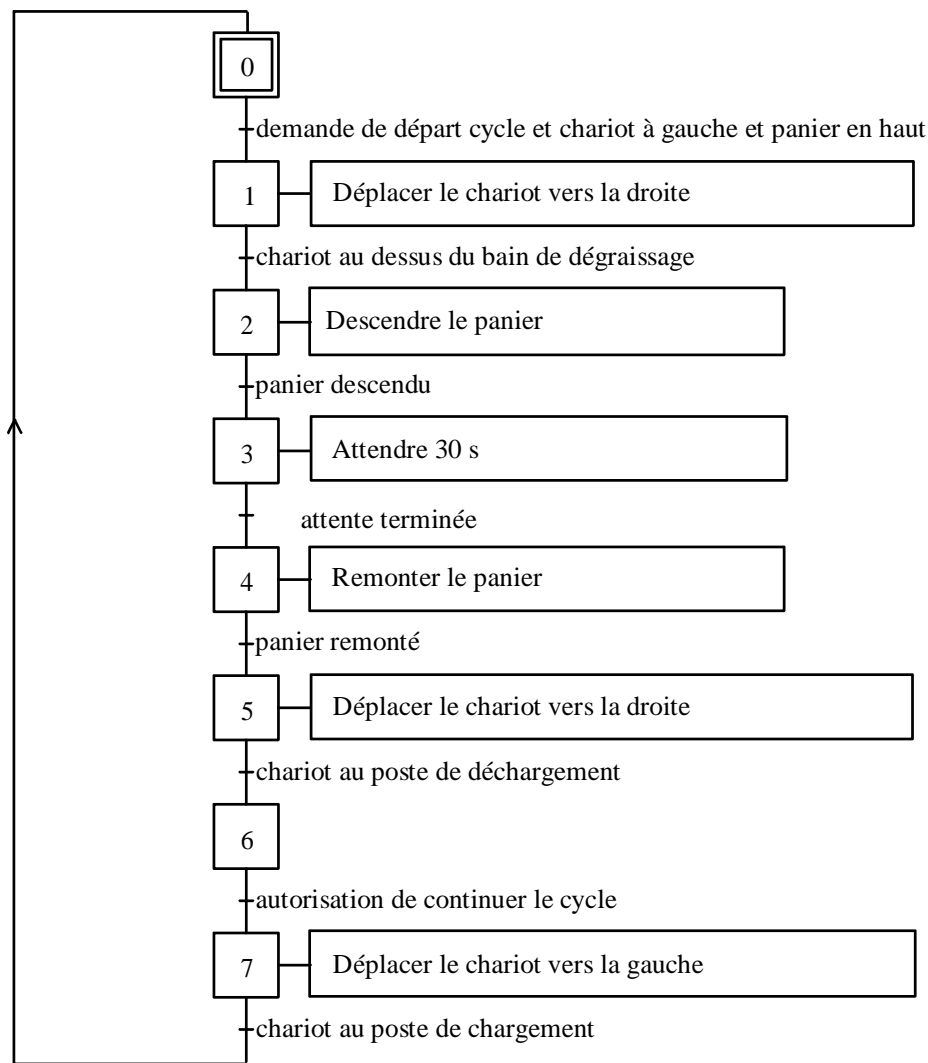 0
demande de départ cycle et chariot à gauche et panier en haut
1
Déplacer le chariot vers la droite
chariot au dessus du bain de dégraissage
2
Descendre le panier
panier descendu
3
Attendre 30 s
attente terminée
4
Remonter le panier
panier remonté
5
Déplacer le chariot vers la droite
chariot au poste de déchargement
6
autorisation de continuer le cycle
7
Déplacer le chariot vers la gauche
chariot au poste de chargement